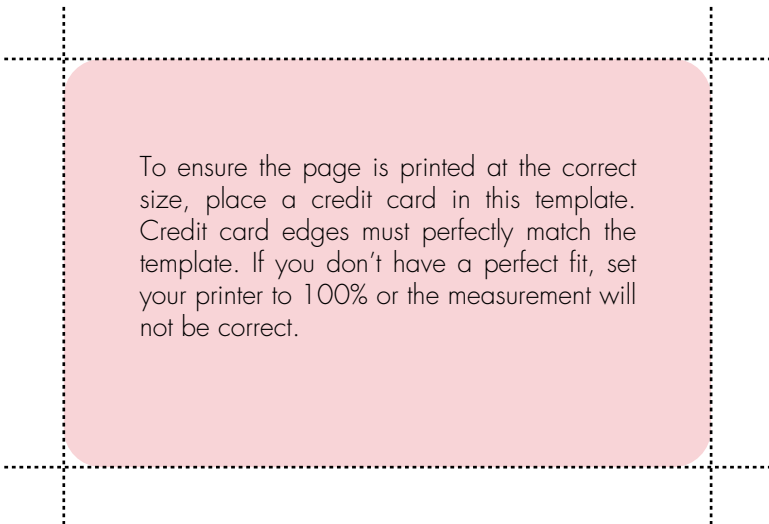 To ensure the page is printed at the correct
size, place a credit card in this template.
Credit card edges must perfectly match the
template. If you don’t have a perfect fit, set
your printer to 100% or the measurement will
not be correct.